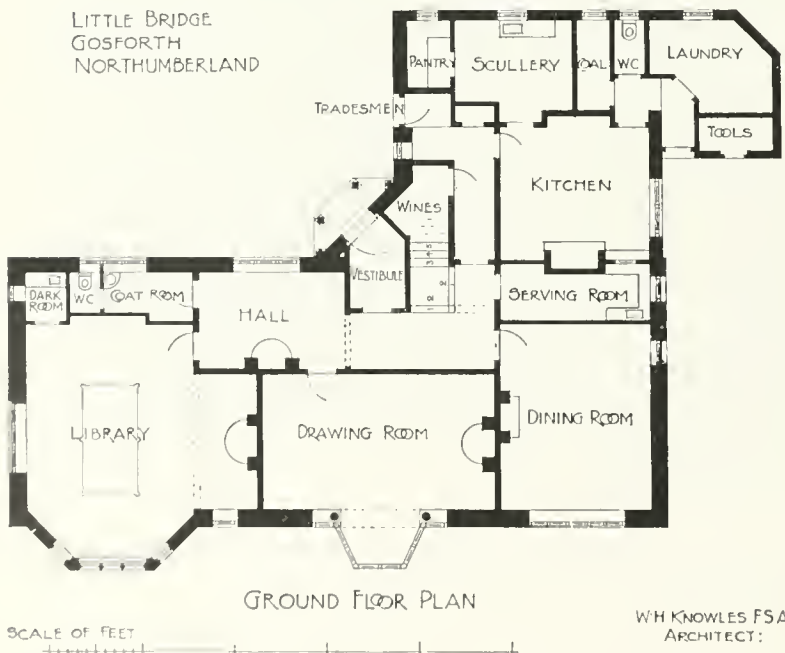 LITTLE BRIDGE
GOSFORTH
NORTHUMBERLAND
PANTRY
SCULLERY
COAL
WC
LAUNDRY
TRADESMEN
TOOLS
KITCHEN
WINES
VESTIBULE
DARK
ROOM
WC
COAT ROOM
HALL
SERVING ROOM
LIBRARY
DRAWING ROOM
DINING ROOM
GROUND FLOOR PLAN
SCALE OF FEET
W·H KNOWLES FSA
ARCHITECT: